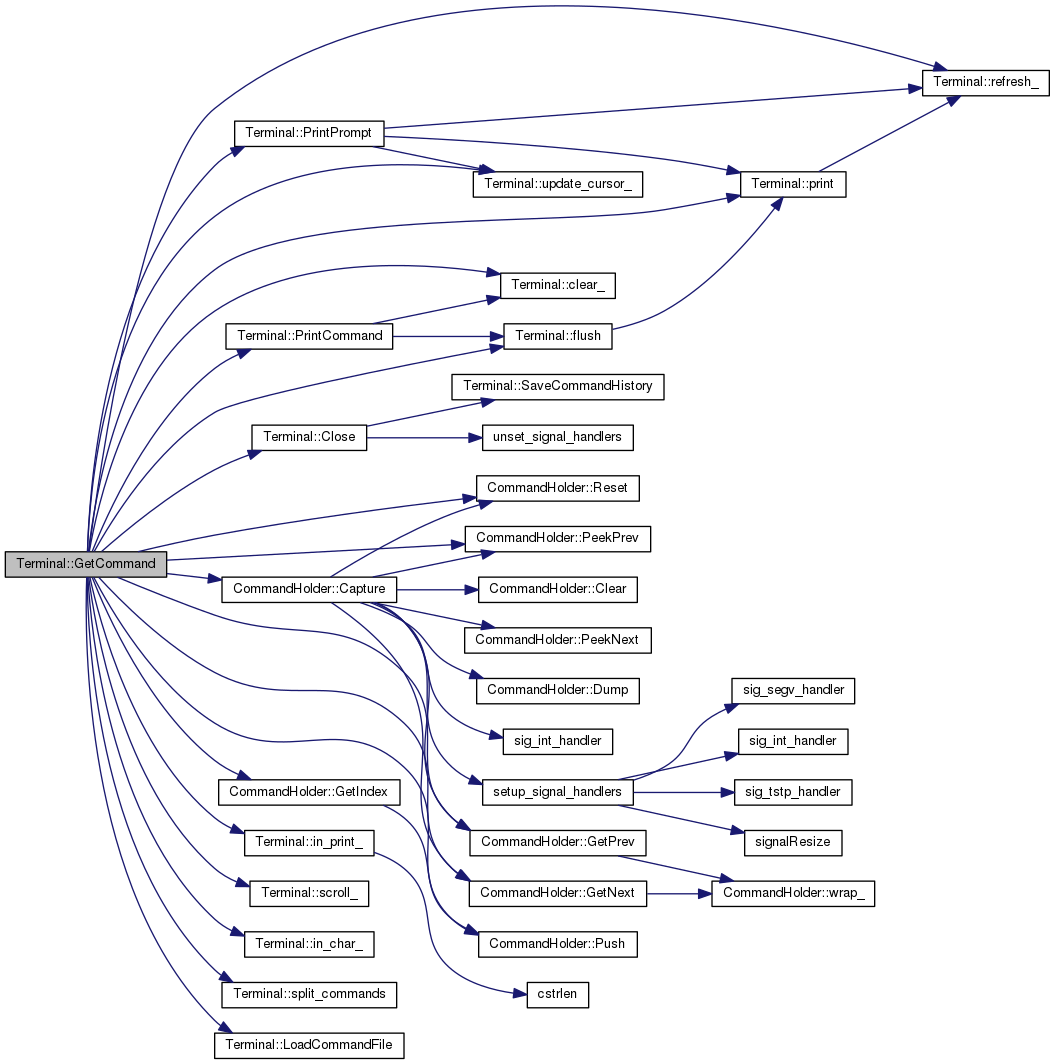 Terminal::refresh_
Terminal::PrintPrompt
Terminal::update_cursor_
Terminal::print
Terminal::clear_
Terminal::PrintCommand
Terminal::flush
Terminal::SaveCommandHistory
Terminal::Close
unset_signal_handlers
CommandHolder::Reset
CommandHolder::PeekPrev
Terminal::GetCommand
CommandHolder::Capture
CommandHolder::Clear
CommandHolder::PeekNext
CommandHolder::Dump
sig_segv_handler
sig_int_handler
sig_int_handler
CommandHolder::GetIndex
setup_signal_handlers
sig_tstp_handler
Terminal::in_print_
CommandHolder::GetPrev
signalResize
Terminal::scroll_
CommandHolder::GetNext
CommandHolder::wrap_
Terminal::in_char_
CommandHolder::Push
Terminal::split_commands
cstrlen
Terminal::LoadCommandFile